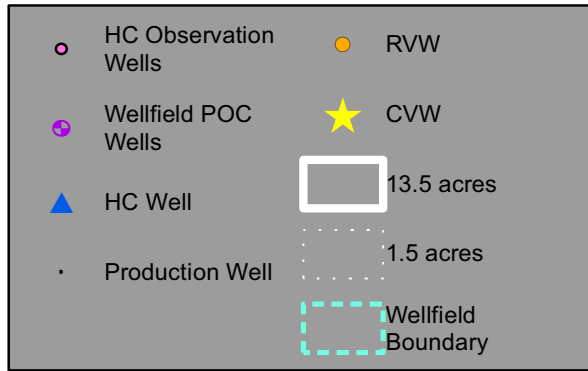 HC Observation
Wells
Wellfield POC
Wells
HC Well
Production Well
RVW
CVW
13.5 acres
1.5 acres
Wellfield
Boundary